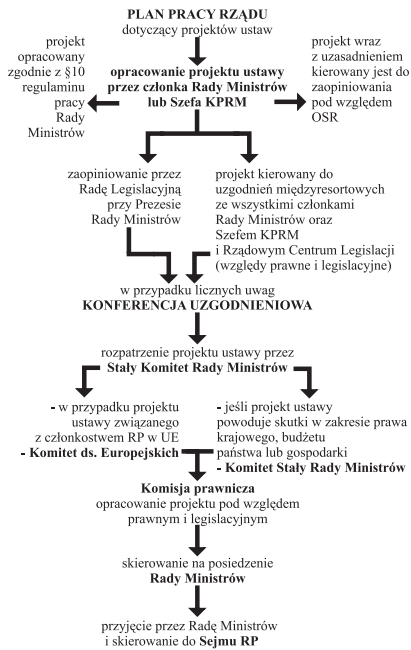 PLAN PRACY RZĄDU
dotyczący projektów ustaw
projekt
opracowany
zgodnie z §10
regulaminu
pracy
Rady
Ministrów
opracowanie projektu ustawy
przez członka Rady Ministrów
lub Szefa KPRM
projekt wraz
z uzasadnieniem
kierowany jest do
zaopiniowania
pod względem
OSR
zaopiniowanie przez
Radę Legislacyjną
przy Prezesie
Rady Ministrów
projekt kierowany do
uzgodnień międzyresortowych
ze wszystkimi członkami
Rady Ministrów oraz
Szefem KPRM
i Rządowym Centrum Legislacji
(względy prawne i legislacyjne)
w przypadku licznych uwag
KONFERENCJA UZGODNIENIOWA
rozpatrzenie projektu ustawy przez
Stały Komitet Rady Ministrów
- w przypadku projektu
ustawy związanego
z członkostwem RP w UE
- Komitet ds. Europejskich
- jeśli projekt ustawy
powoduje skutki w zakresie prawa
krajowego, budżetu
państwa lub gospodarki
- Komitet Stały Rady Ministrów
Komisja prawnicza
opracowanie projektu pod względem
prawnym i legislacyjnym
skierowanie na posiedzenie
Rady Ministrów
przyjęcie przez Radę Ministrów
i skierowanie do Sejmu RP